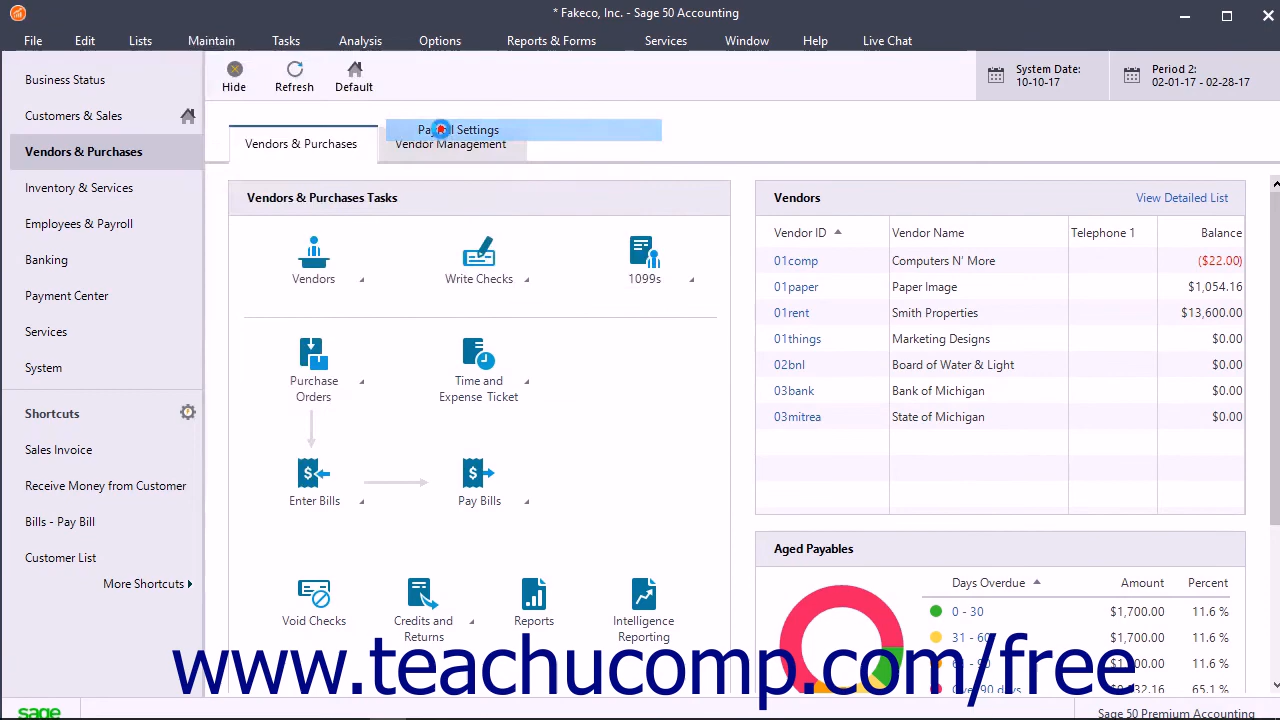 * Fakeco, Inc. - Sage 50 Accounting
File Edit Lists Maintain Tasks Analysis Options Reports & Forms Services Window Help Live Chat
Hide Refresh Default
System Date: 10-10-17
Period 2: 02-01-17 - 02-28-17
Business Status
Customers & Sales
Vendors & Purchases
Inventory & Services
Employees & Payroll
Banking
Payment Center
Services
System
Shortcuts
Sales Invoice
Receive Money from Customer
Bills - Pay Bill
Customer List
More Shortcuts
Settings
Vendors & Purchases
Vendor Management
Vendors & Purchases Tasks
Vendors
Write Checks
1099s
Purchase Orders
Time and Expense Ticket
Enter Bills
Pay Bills
Void Checks
Credits and Returns
Reports
Intelligence Reporting
Vendors View Detailed List
Vendor ID Vendor Name Telephone 1 Balance
01comp Computers N' More ($22.00)
01paper Paper Image $1,054.16
01rent Smith Properties $13,600.00
01things Marketing Designs $0.00
02bnl Board of Water & Light $0.00
03bank Bank of Michigan $0.00
03mitrea State of Michigan $0.00
Aged Payables
Days Overdue Amount Percent
0 - 30 $1,700.00 11.6 %
31 - 60 $1,700.00 11.6 %
11.6 %
65.1 %
www.teachucomp.com/free
sage
Sage 50 Premium Accounting